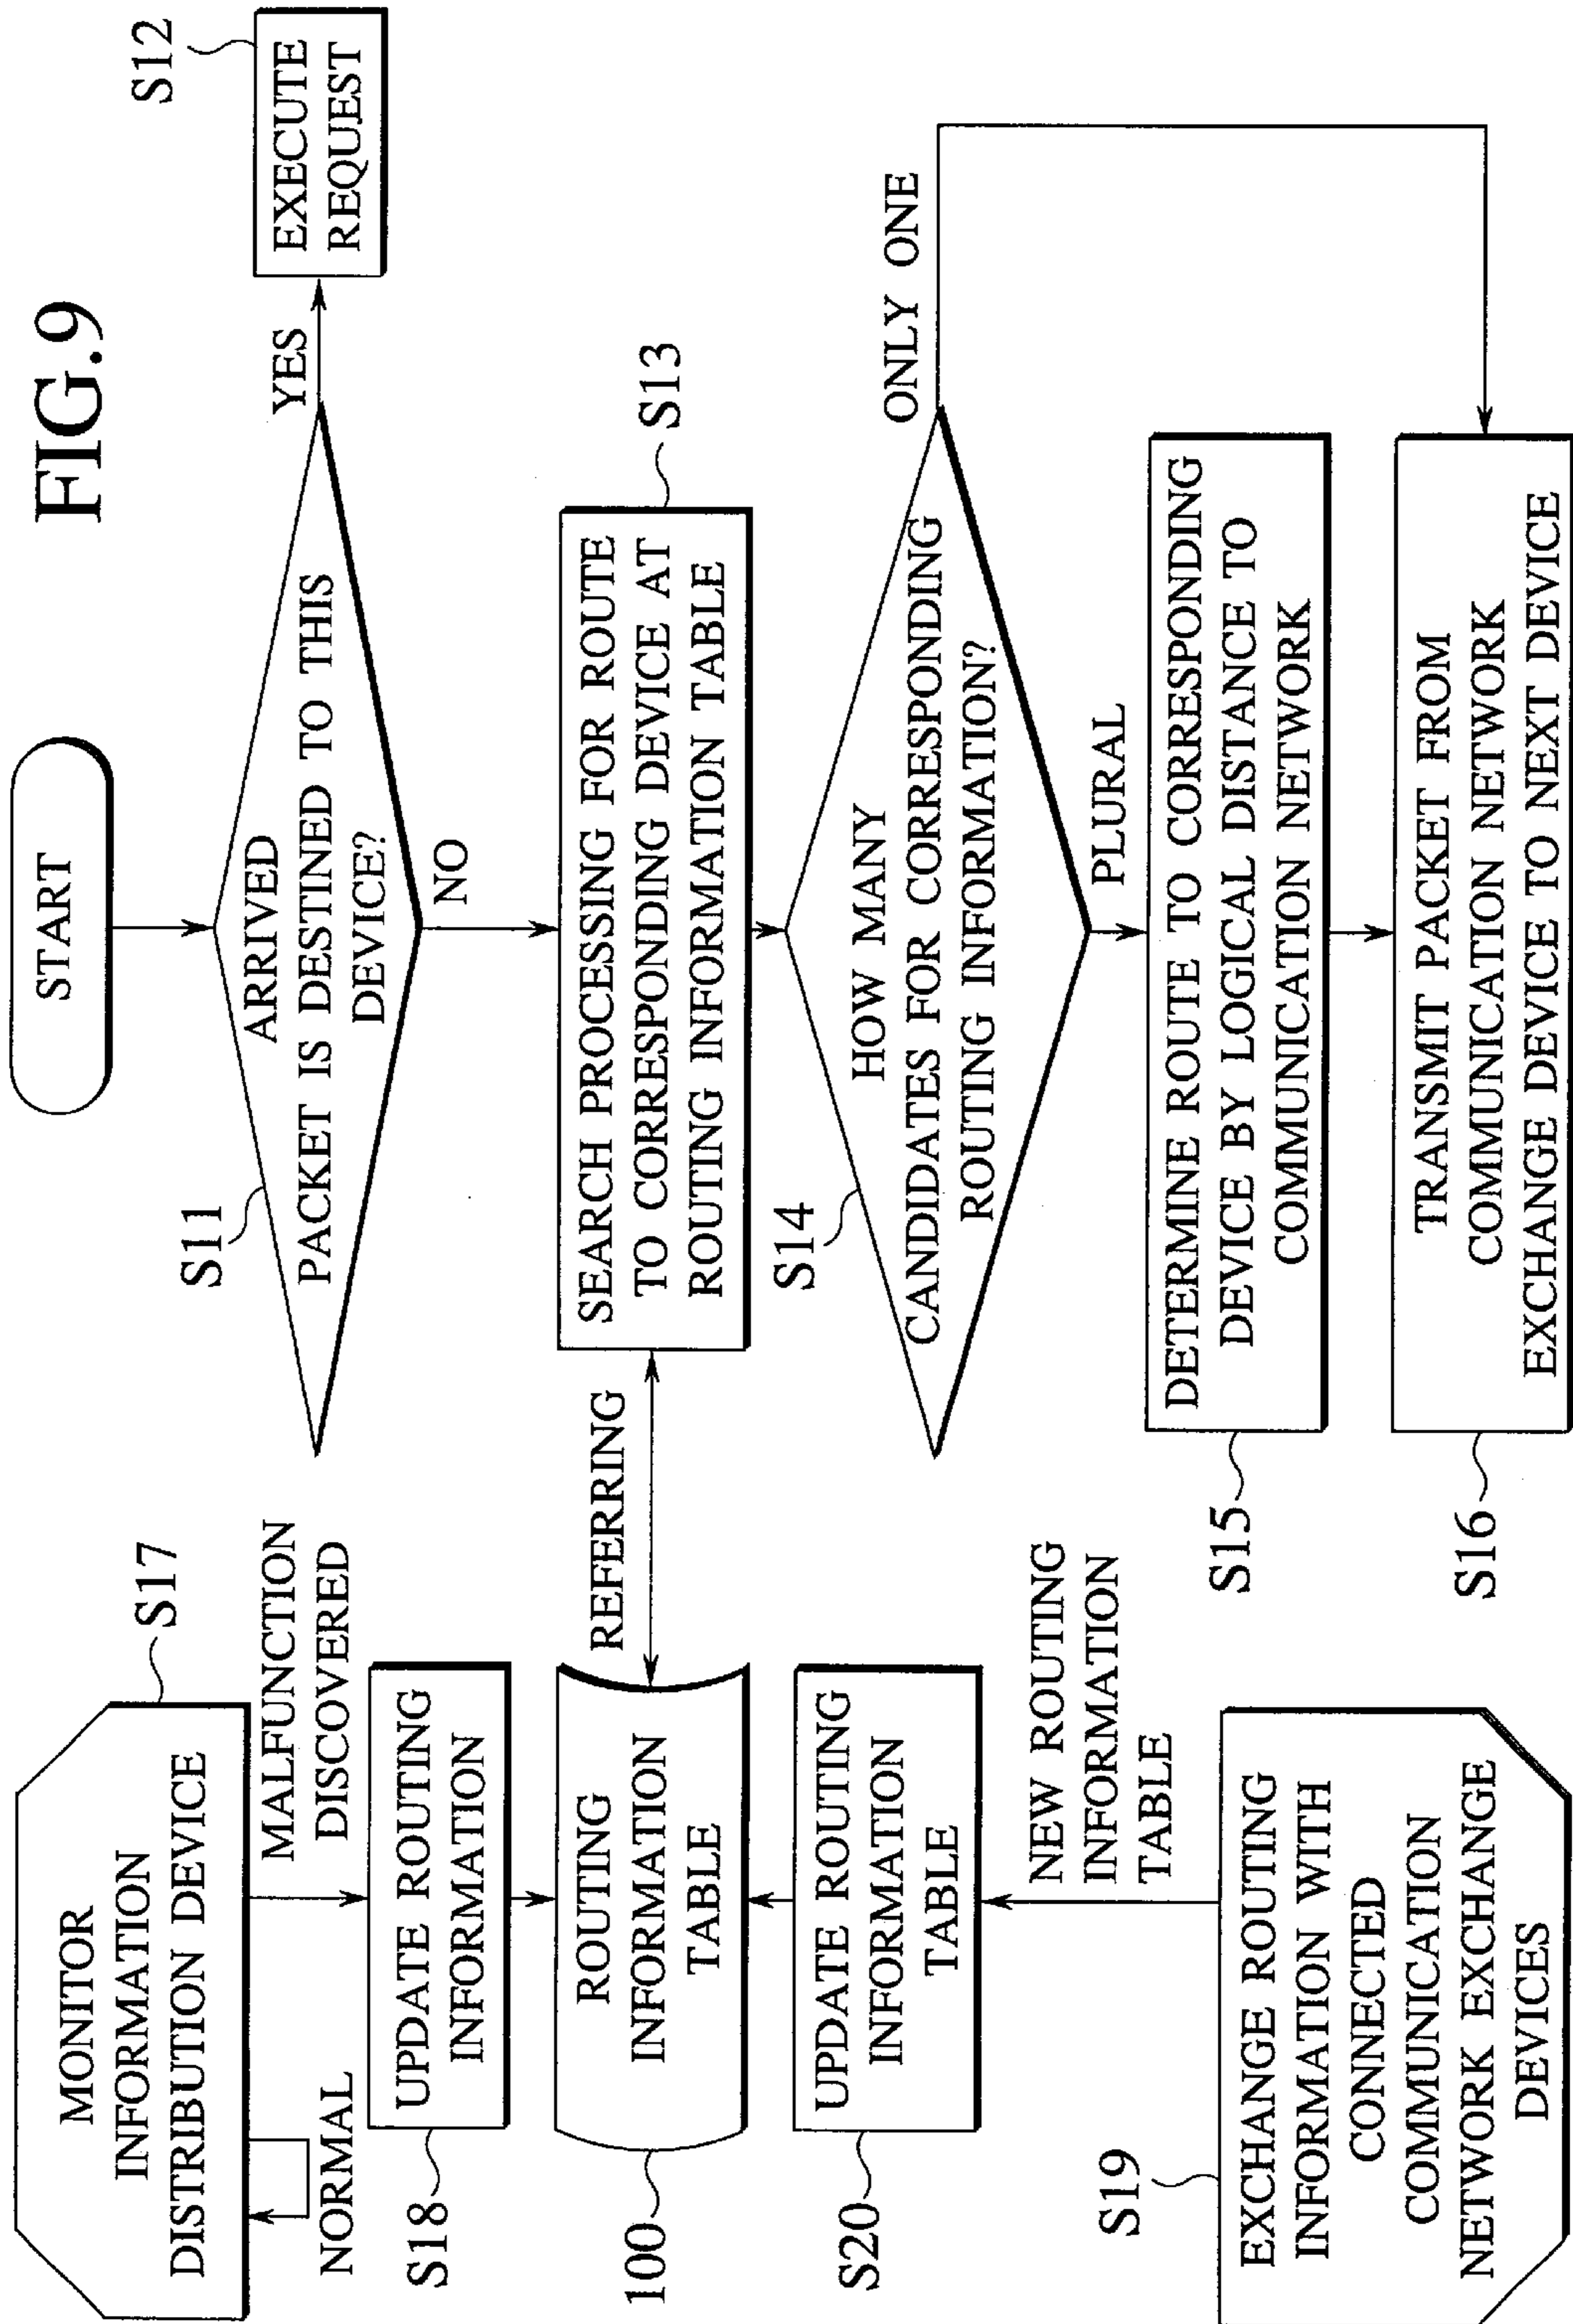 FIG.9
START
S11
ARRIVED
PACKET IS DESTINED TO THIS
DEVICE?
YES
S12
EXECUTE
REQUEST
NO
S13
SEARCH PROCESSING FOR ROUTE
TO CORRESPONDING DEVICE AT
ROUTING INFORMATION TABLE
REFERRING
S14
HOW MANY
CANDIDATES FOR CORRESPONDING
ROUTING INFORMATION?
ONLY ONE
PLURAL
S15
DETERMINE ROUTE TO CORRESPONDING
DEVICE BY LOGICAL DISTANCE TO
COMMUNICATION NETWORK
S16
TRANSMIT PACKET FROM
COMMUNICATION NETWORK
EXCHANGE DEVICE TO NEXT DEVICE
S17
MONITOR
INFORMATION
DISTRIBUTION DEVICE
NORMAL
MALFUNCTION
DISCOVERED
S18
UPDATE ROUTING
INFORMATION
100
ROUTING
INFORMATION
TABLE
S20
UPDATE ROUTING
INFORMATION
TABLE
NEW ROUTING
INFORMATION
TABLE
S19
EXCHANGE ROUTING
INFORMATION WITH
CONNECTED
COMMUNICATION
NETWORK EXCHANGE
DEVICES